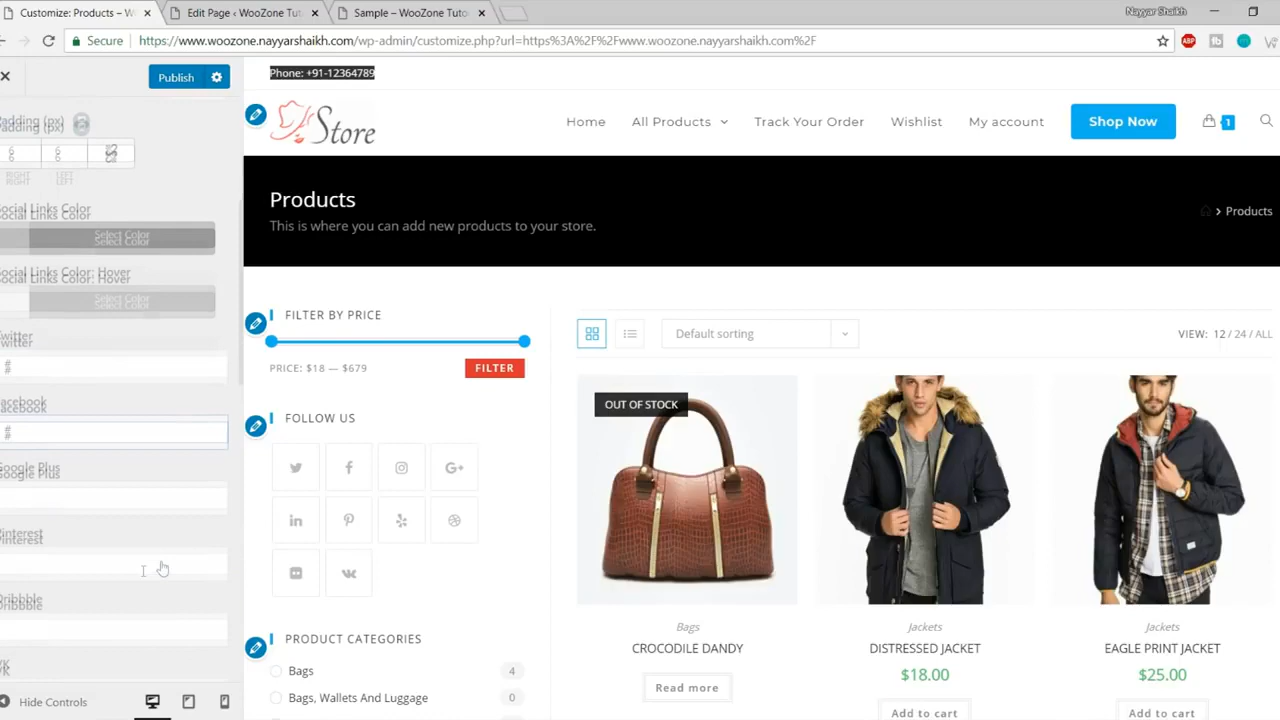 Customize: Products – W
Edit Page ‹ WooZone Tut
Sample – WooZone Tuto
Nayyar Shaikh
Secure
https://www.woozone.nayyarshaikh.com/wp-admin/customize.php?url=https%3A%2F%2Fwww.woozone.nayyarshaikh.com%2F
ABP
Publish
Padding (px)
6
6
RIGHT
LEFT
Social Links Color
Select Color
Social Links Color: Hover
Select Color
Twitter
#
Facebook
#
Google Plus
Pinterest
Dribbble
VK
Hide Controls
Phone: +91-12364789
Store
Home
All Products
Track Your Order
Wishlist
My account
Shop Now
1
Products
This is where you can add new products to your store.
Products
FILTER BY PRICE
PRICE: $18 — $679
FILTER
FOLLOW US
PRODUCT CATEGORIES
Bags
4
Bags, Wallets And Luggage
0
Default sorting
VIEW: 12 / 24 / ALL
OUT OF STOCK
Bags
CROCODILE DANDY
Read more
Jackets
DISTRESSED JACKET
$18.00
Add to cart
Jackets
EAGLE PRINT JACKET
$25.00
Add to cart